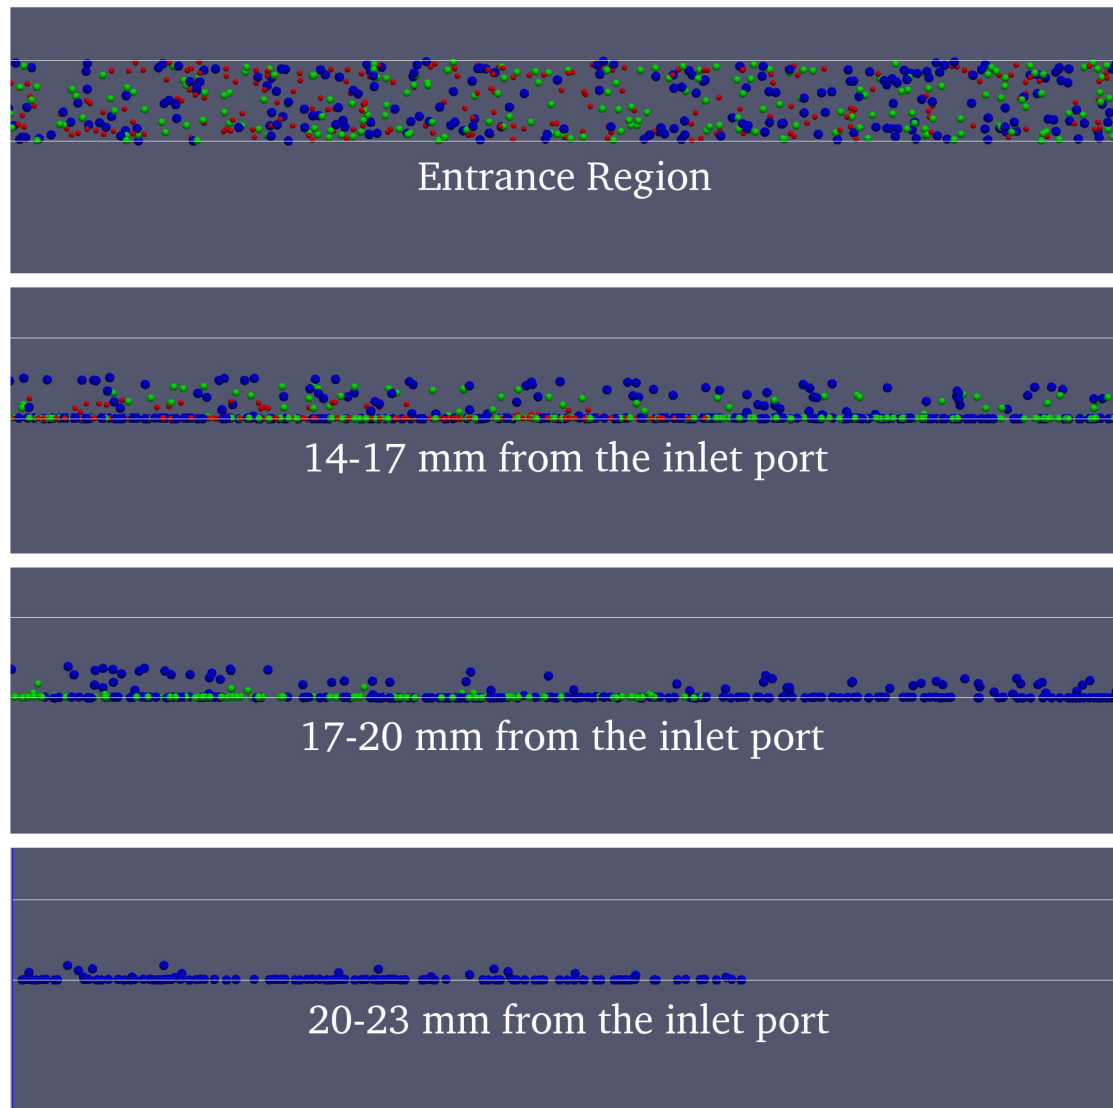 Entrance Region
14-17 mm from the inlet port
17-20 mm from the inlet port
20-23 mm from the inlet port